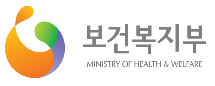 보건복지부
MINISTRY OF HEALTH & WELFARE